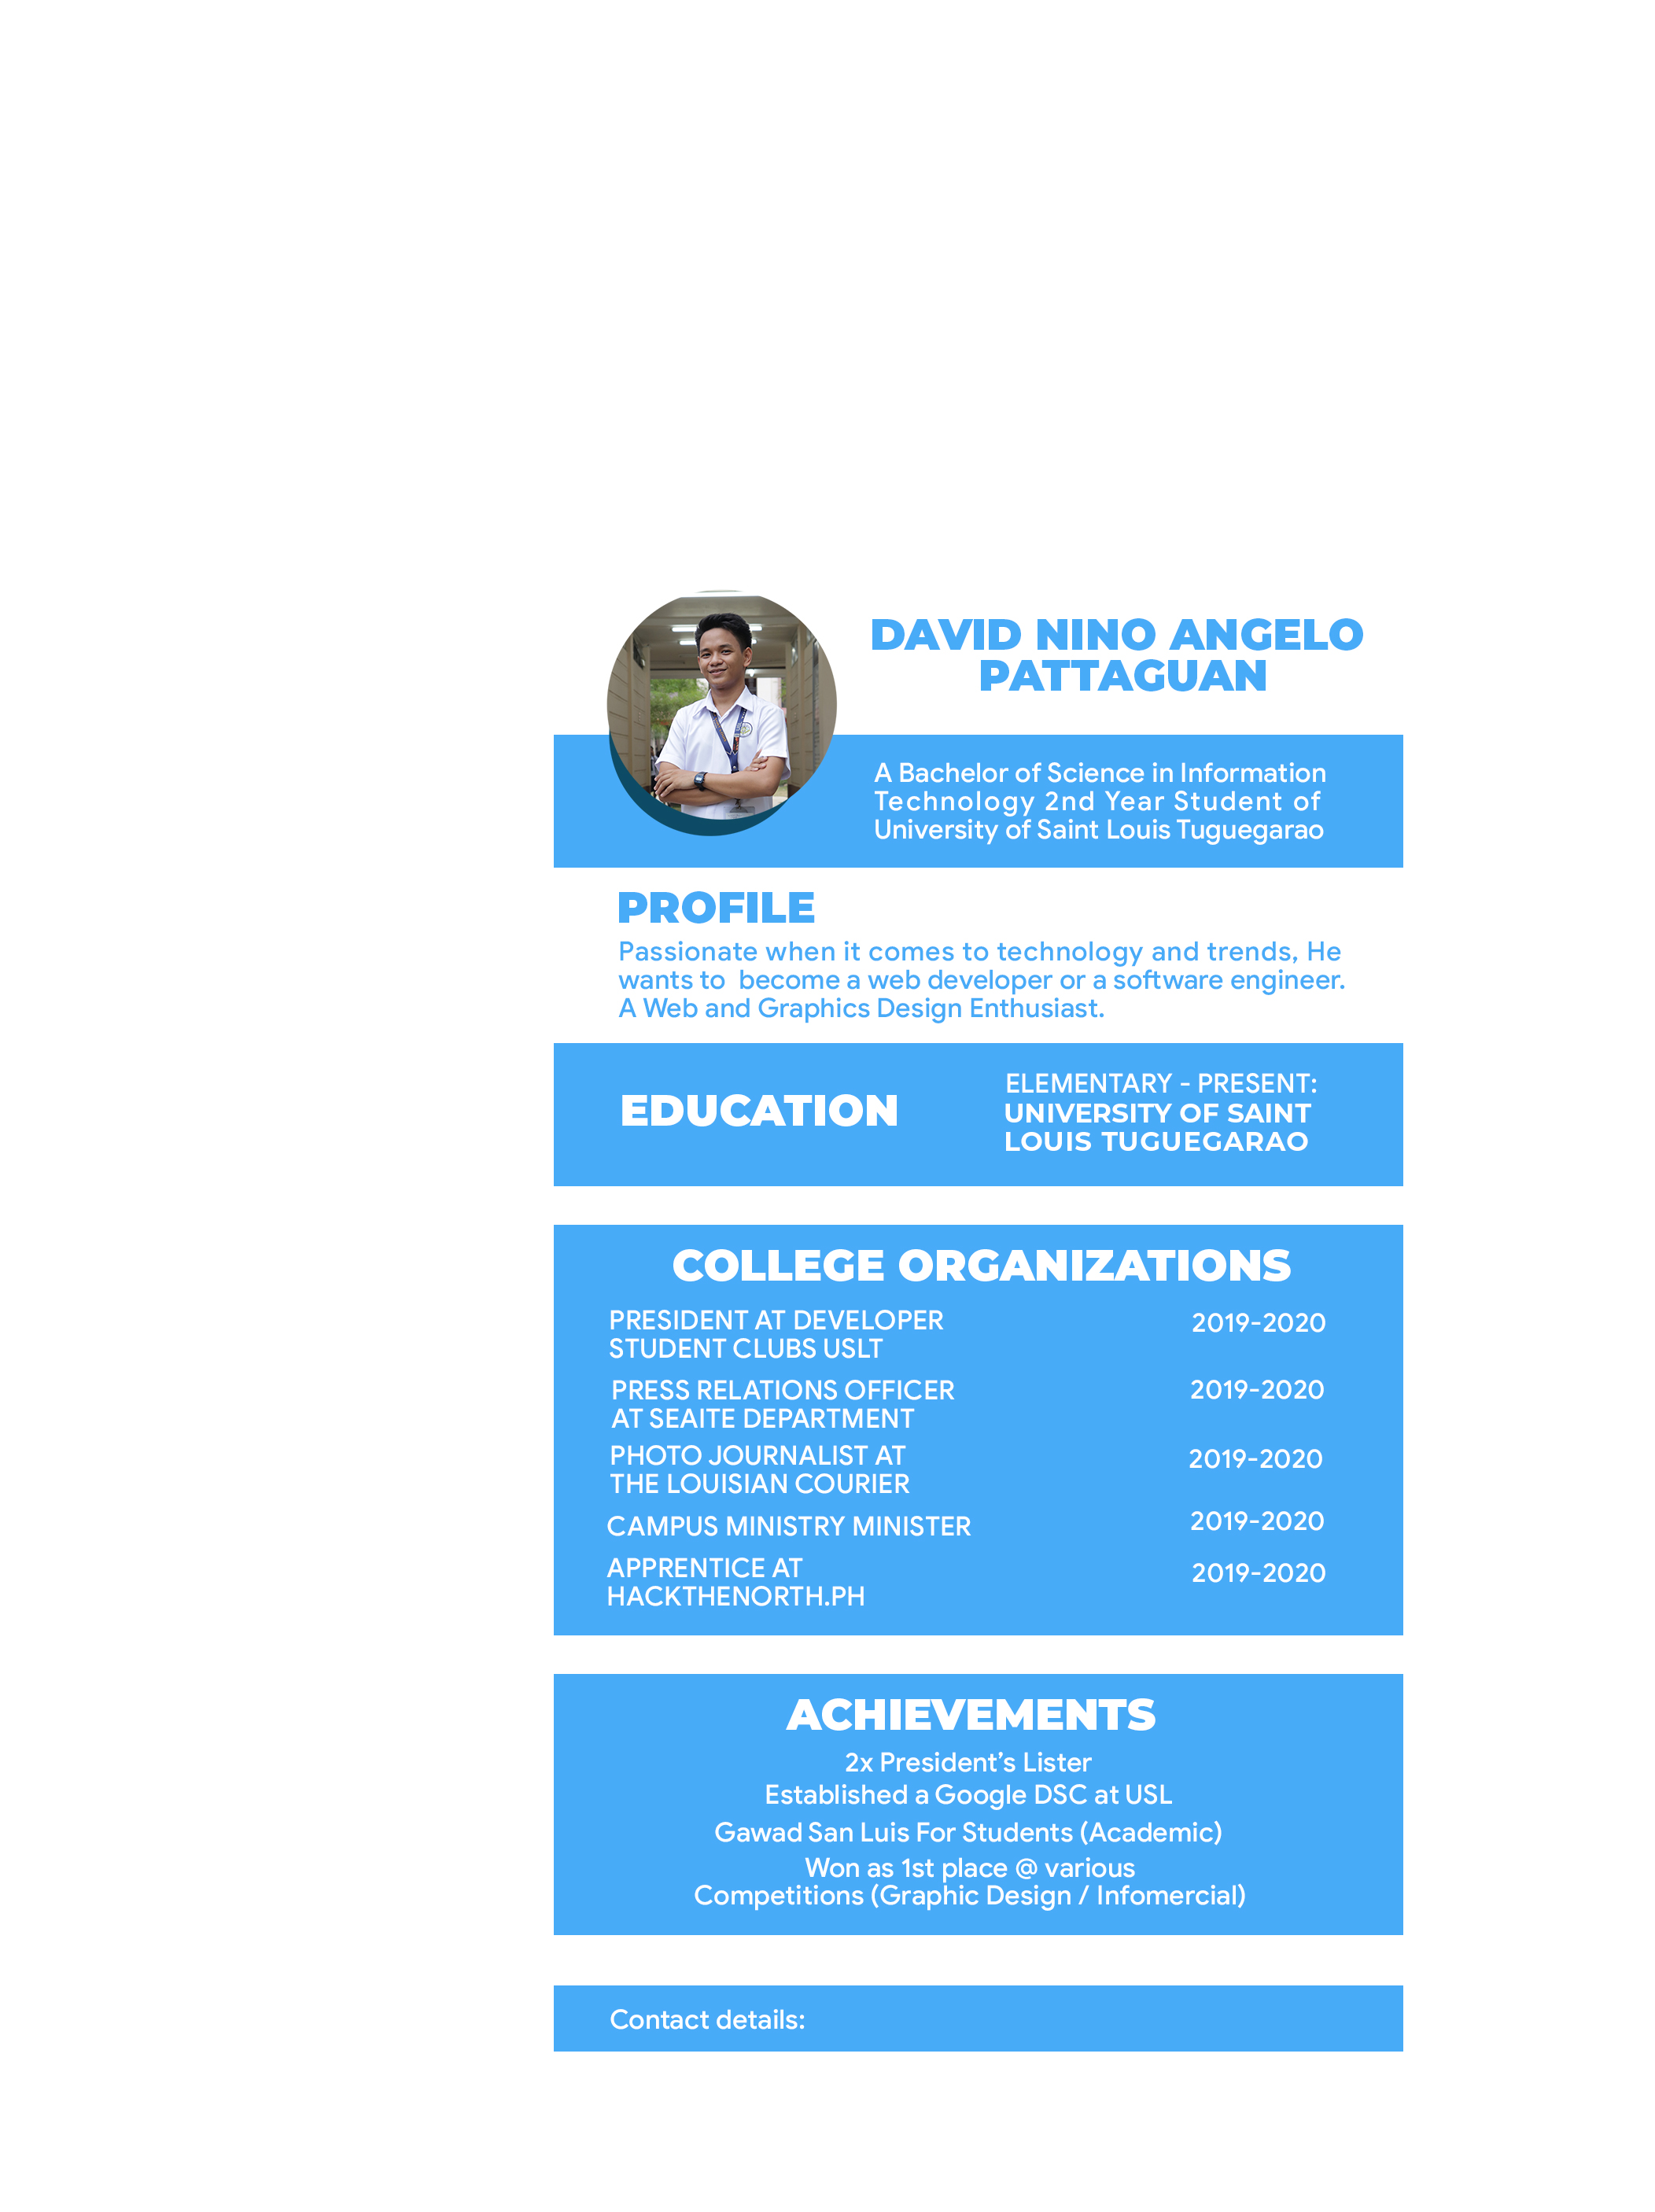 DAVID NINO ANGELO
PATTAGUAN
A Bachelor of Science in Information
Technology 2nd Year Student of
University of Saint Louis Tuguegarao
PROFILE
Passionate when it comes to technology and trends, He
wants to  become a web developer or a software engineer.
A Web and Graphics Design Enthusiast.
EDUCATION
ELEMENTARY - PRESENT:
UNIVERSITY OF SAINT
LOUIS TUGUEGARAO
COLLEGE ORGANIZATIONS
PRESIDENT AT DEVELOPER
STUDENT CLUBS USLT
2019-2020
PRESS RELATIONS OFFICER
AT SEAITE DEPARTMENT
2019-2020
PHOTO JOURNALIST AT
THE LOUISIAN COURIER
2019-2020
CAMPUS MINISTRY MINISTER
2019-2020
APPRENTICE AT
HACKTHENORTH.PH
2019-2020
ACHIEVEMENTS
2x President’s Lister
Established a Google DSC at USL
Gawad San Luis For Students (Academic)
Won as 1st place @ various
Competitions (Graphic Design / Infomercial)
Contact details: